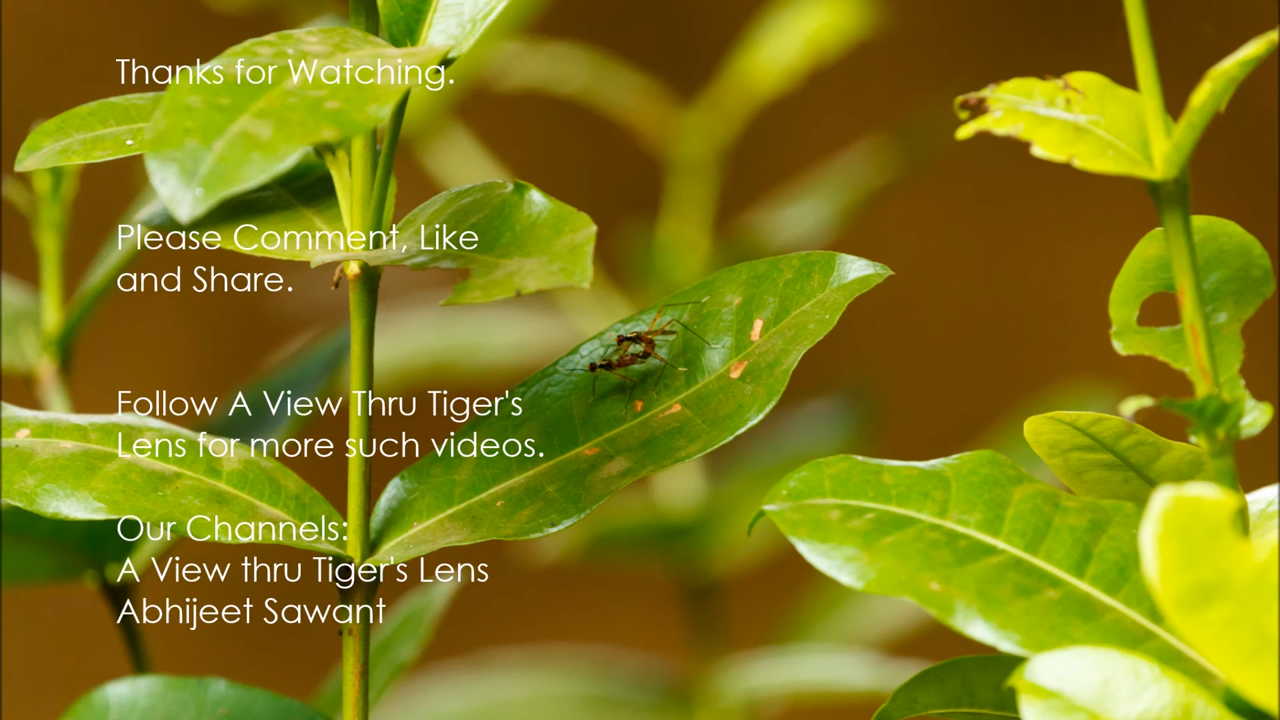 Thanks for Watching.
Please Comment, Like
and Share.
Follow A View Thru Tiger's
Lens for more such videos.
Our Channels:
A View thru Tiger's Lens
Abhijeet Sawant